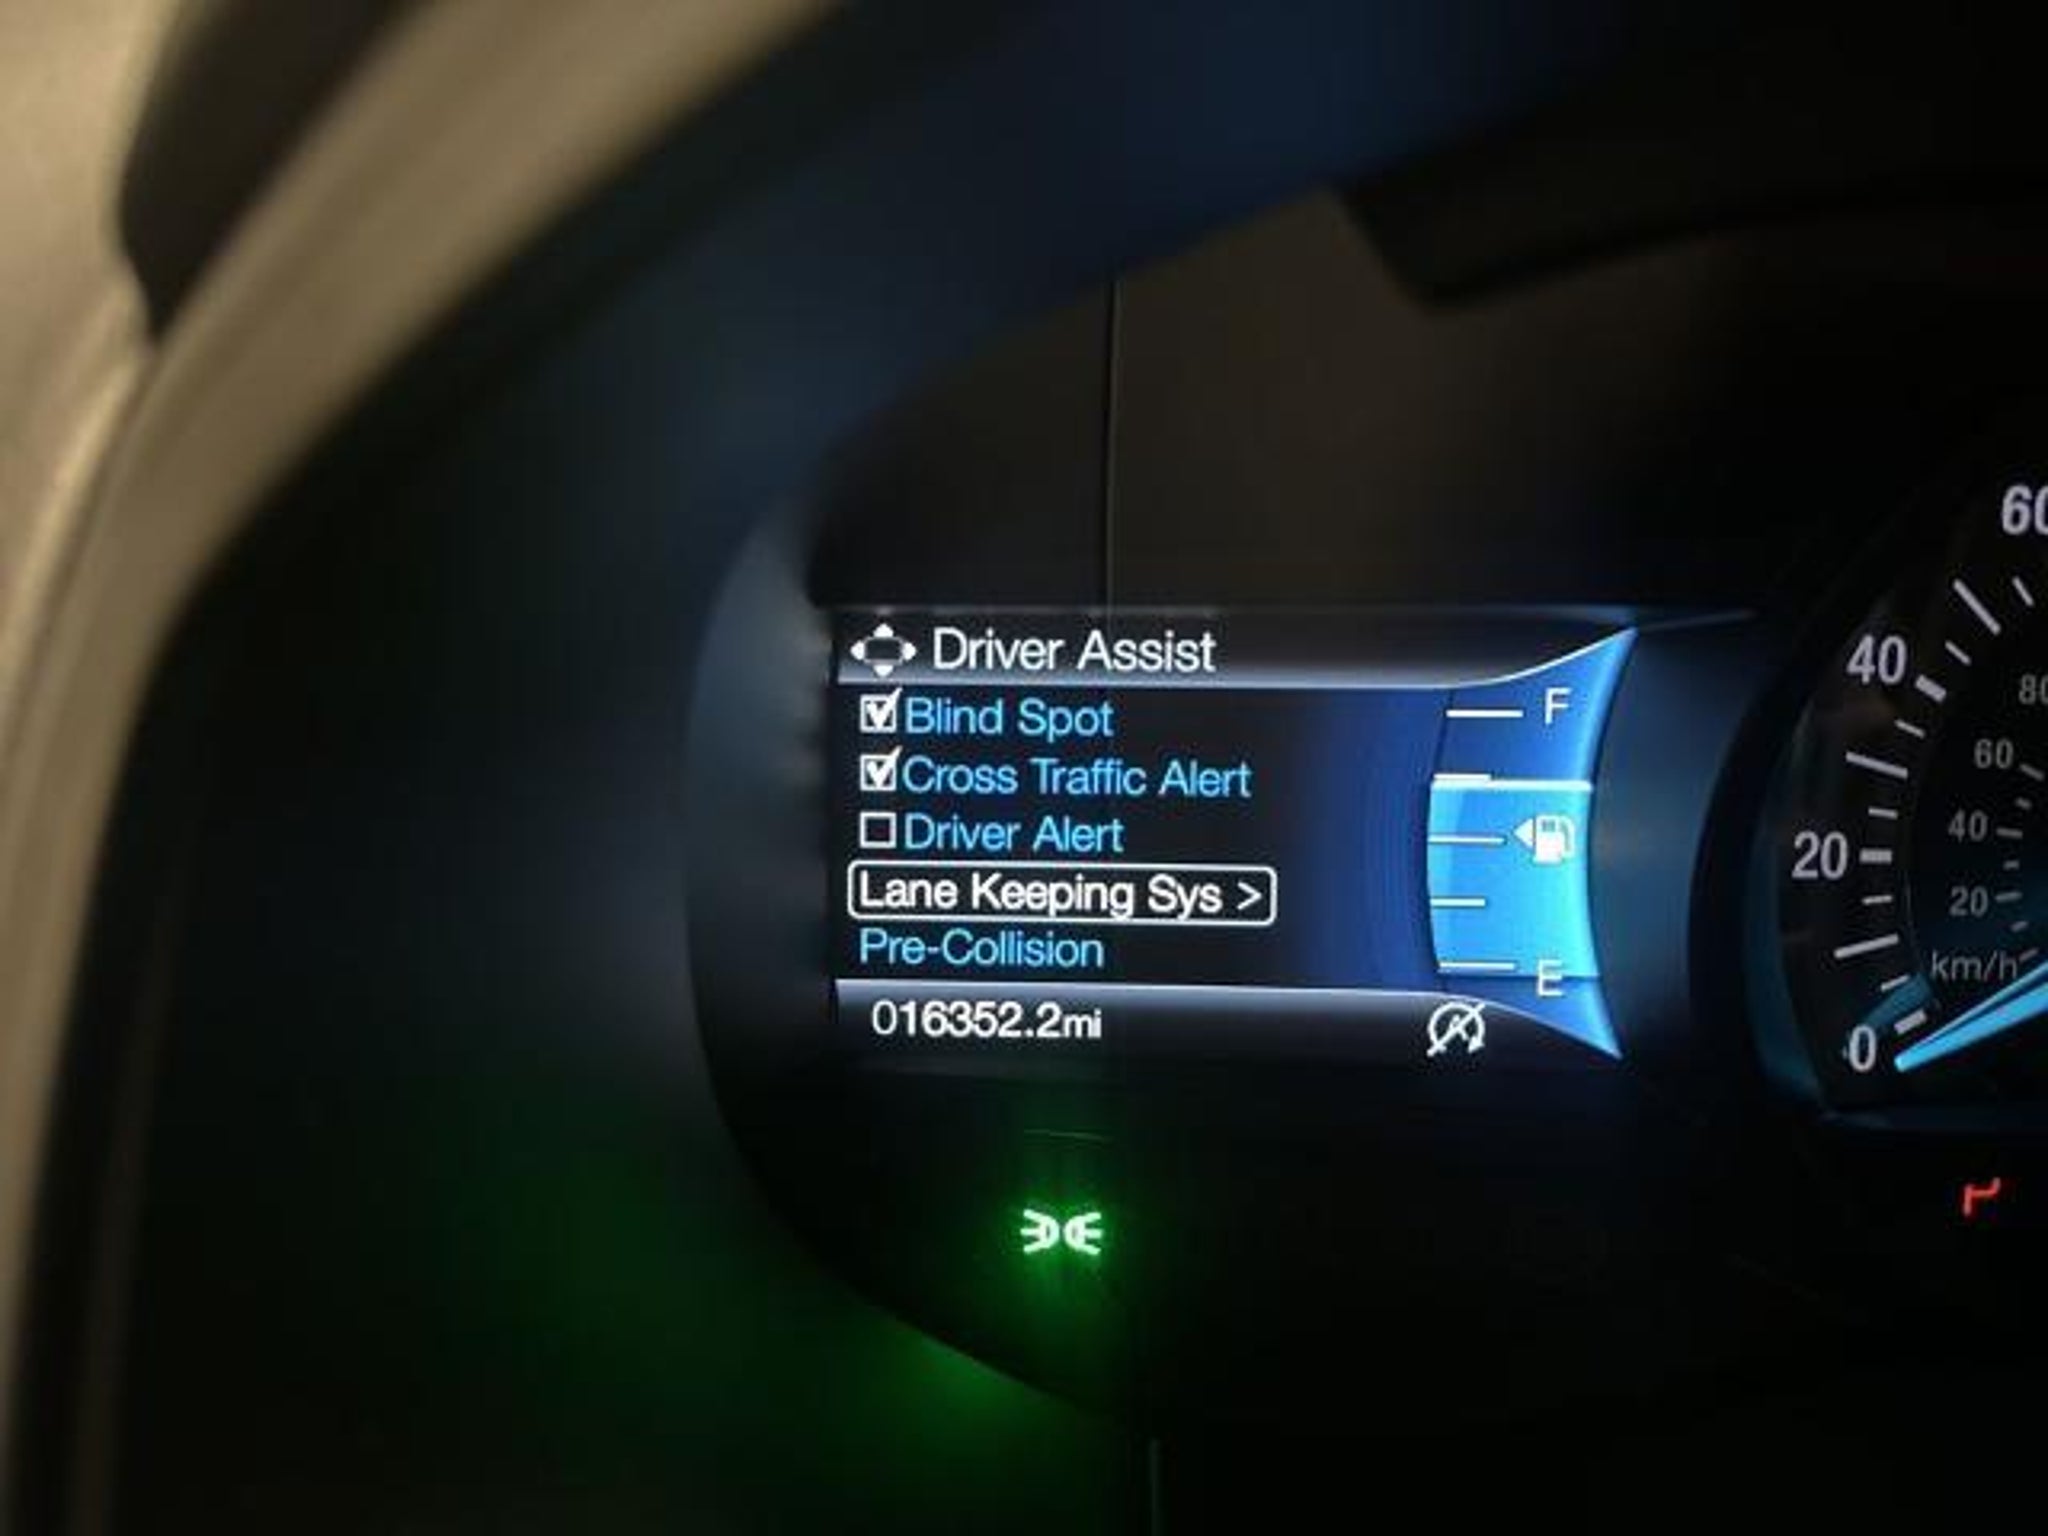 Driver Assist
Blind Spot
Cross Traffic Alert
Driver Alert
Lane Keeping Sys >
Pre-Collision
016352.2mi
F
E
60
40
20
0
80
60
40
20
km/h